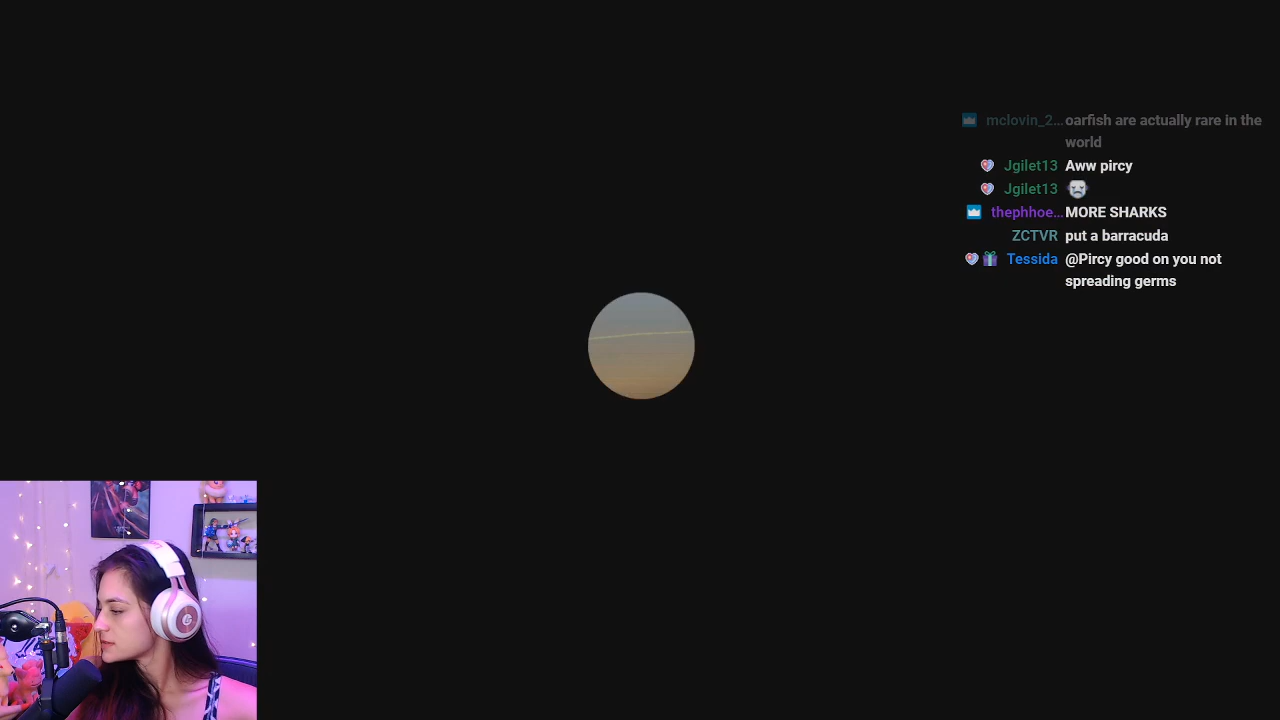 mclovin_2... oarfish are actually rare in the
world
Jgilet13 Aww pircy
Jgilet13
thephhoe... MORE SHARKS
ZCTVR put a barracuda
Tessida @Pircy good on you not
spreading germs